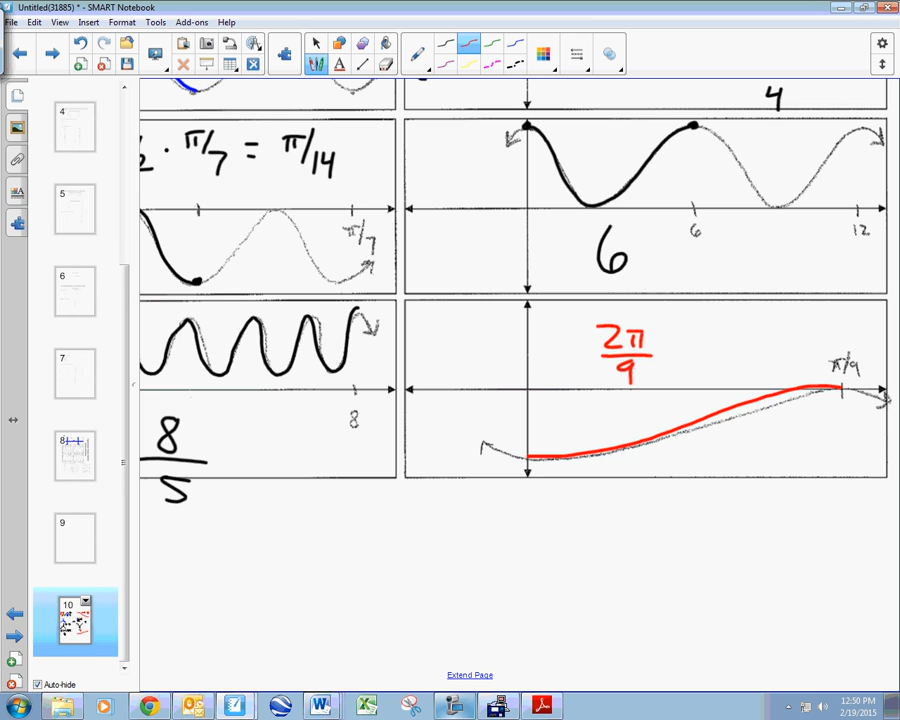 Untitled(31885) * - SMART Notebook
File Edit View Insert Format Tools Add-ons Help
4
5
6
7
8
9
10
Auto-hide
4
2 · π/7 = π/14
π/7
6
12
6
8
8
5
2π
9
π/9
Extend Page
12:50 PM
2/19/2015